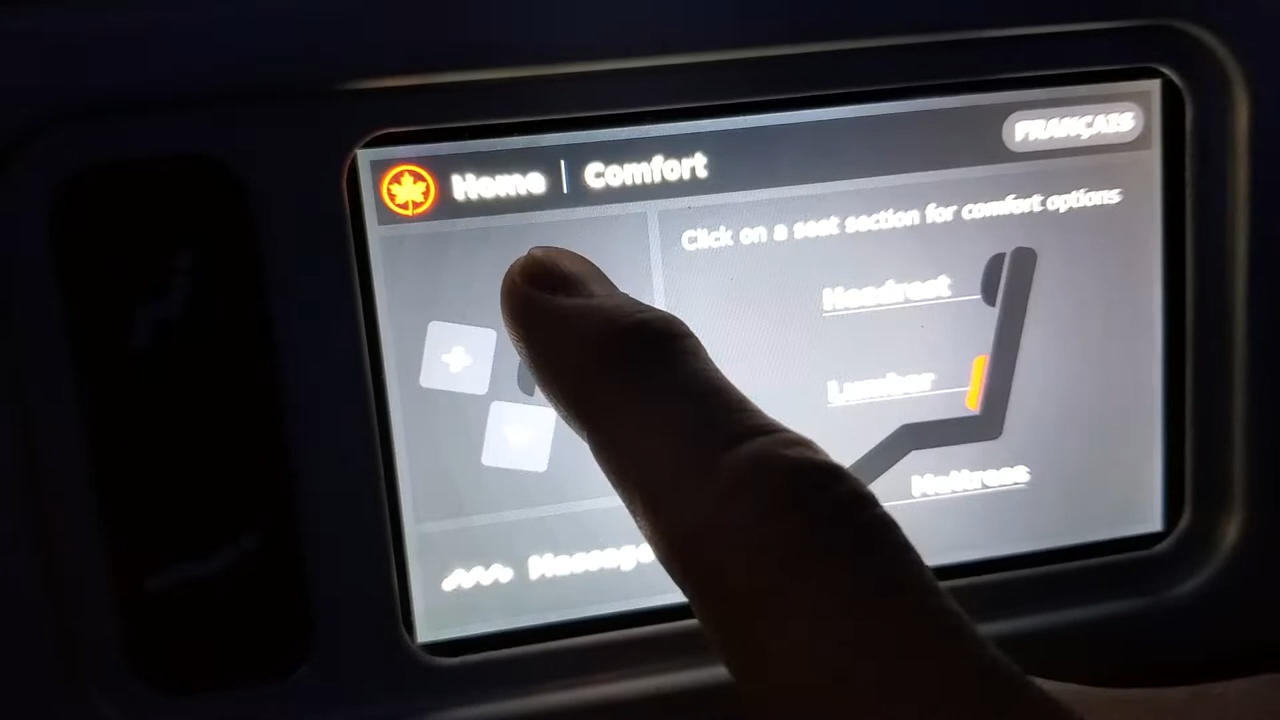 Home | Comfort
FRANÇAIS
Click on a seat section for comfort options
Headrest
Lumbar
Mattress
Massage